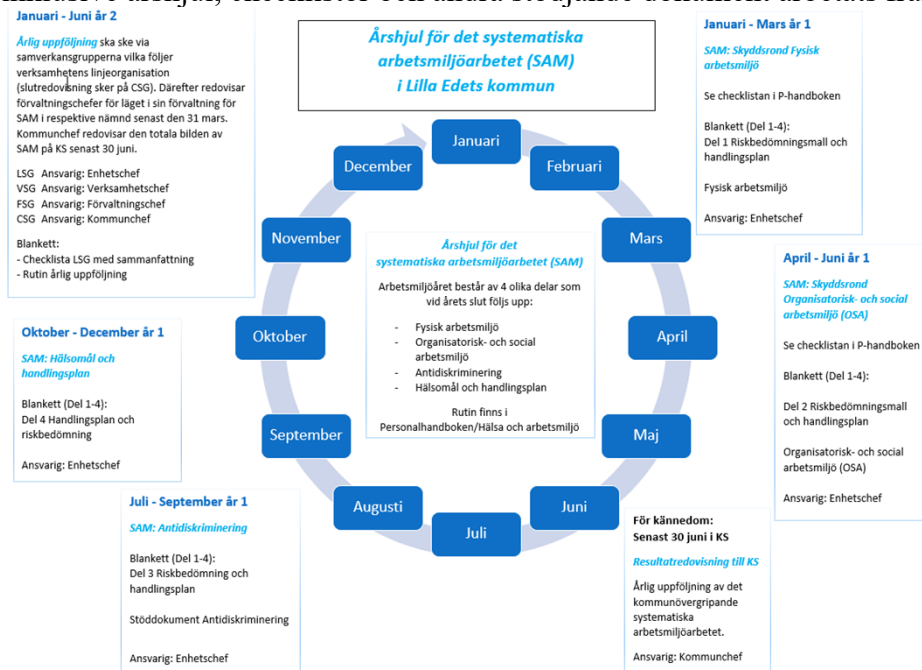 inklusive årshjul, checklistor och andra stödjande dokument arbetats fra
Januari - Juni år 2
Årlig uppföljning ska ske via
samverkansgrupperna vilka följer
verksamhetens linjeorganisation
(slutredovisning sker på CSG). Därefter redovisar
förvaltningschefer för läget i sin förvaltning för
SAM i respektive nämnd senast den 31 mars.
Kommunchef redovisar den totala bilden av
SAM på KS senast 30 juni.
LSG Ansvarig: Enhetschef
VSG Ansvarig: Verksamhetschef
FSG Ansvarig: Förvaltningschef
CSG Ansvarig: Kommunchef
Blankett:
- Checklista LSG med sammanfattning
- Rutin årlig uppföljning
Årshjul för det systematiska
arbetsmiljöarbetet (SAM)
i Lilla Edets kommun
Januari - Mars år 1
SAM: Skyddsrond Fysisk
arbetsmiljö
Se checklistan i P-handboken
Blankett (Del 1-4):
Del 1 Riskbedömningsmall och
handlingsplan
Fysisk arbetsmiljö
Ansvarig: Enhetschef
Januari
Februari
Mars
April
Maj
Juni
Juli
Augusti
September
Oktober
November
December
Årshjul för det
systematiska arbetsmiljöarbetet (SAM)
Arbetsmiljöåret består av 4 olika delar som
vid årets slut följs upp:
- Fysisk arbetsmiljö
- Organisatorisk- och social
arbetsmiljö
- Antidiskriminering
- Hälsomål och handlingsplan
Rutin finns i
Personalhandboken/Hälsa och arbetsmiljö
April - Juni år 1
SAM: Skyddsrond
Organisatorisk- och social
arbetsmiljö (OSA)
Se checklistan i P-handboken
Blankett (Del 1-4):
Del 2 Riskbedömningsmall
och handlingsplan
Organisatorisk- och social
arbetsmiljö (OSA)
Ansvarig: Enhetschef
Oktober - December år 1
SAM: Hälsomål och
handlingsplan
Blankett (Del 1-4):
Del 4 Handlingsplan och
riskbedömning
Ansvarig: Enhetschef
Juli - September år 1
SAM: Antidiskriminering
Blankett (Del 1-4):
Del 3 Riskbedömning och
handlingsplan
Stöddokument Antidiskriminering
Ansvarig: Enhetschef
För kännedom:
Senast 30 juni i KS
Resultatredovisning till KS
Årlig uppföljning av det
kommunövergripande
systematiska
arbetsmiljöarbetet.
Ansvarig: Kommunchef